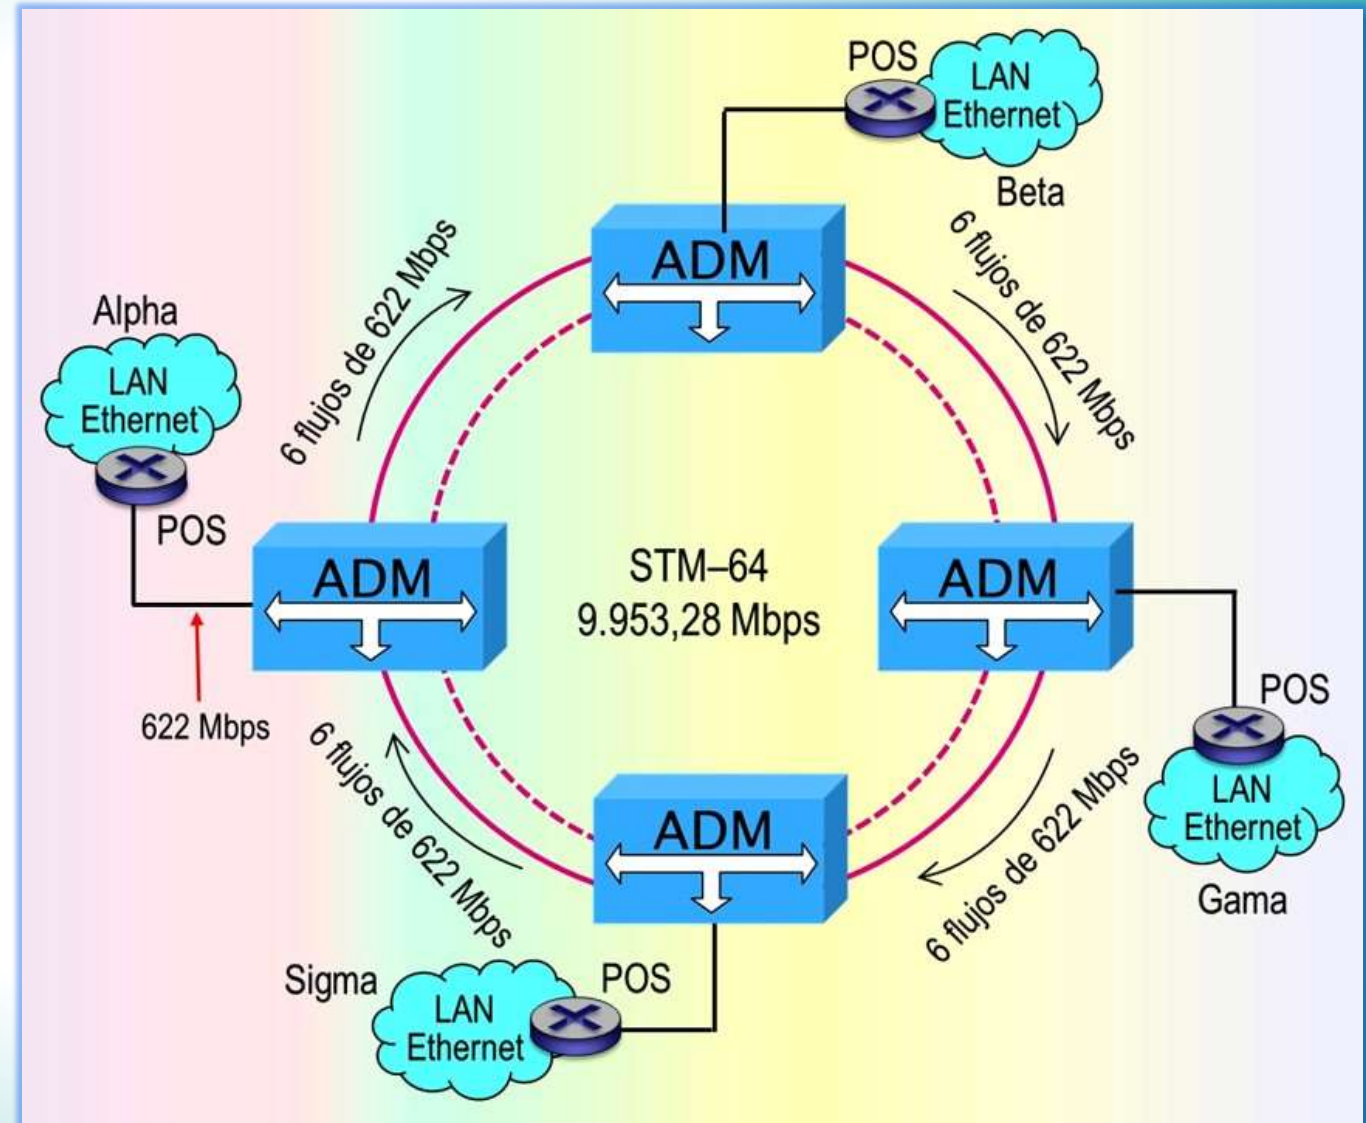 POS
LAN
Ethernet
Beta
6 flujos de 622 Mbps
6 flujos de 622 Mbps
ADM
Alpha
LAN
Ethernet
POS
ADM
STM–64
9.953,28 Mbps
ADM
622 Mbps
POS
LAN
Ethernet
Gama
6 flujos de 622 Mbps
6 flujos de 622 Mbps
ADM
Sigma
LAN
Ethernet
POS